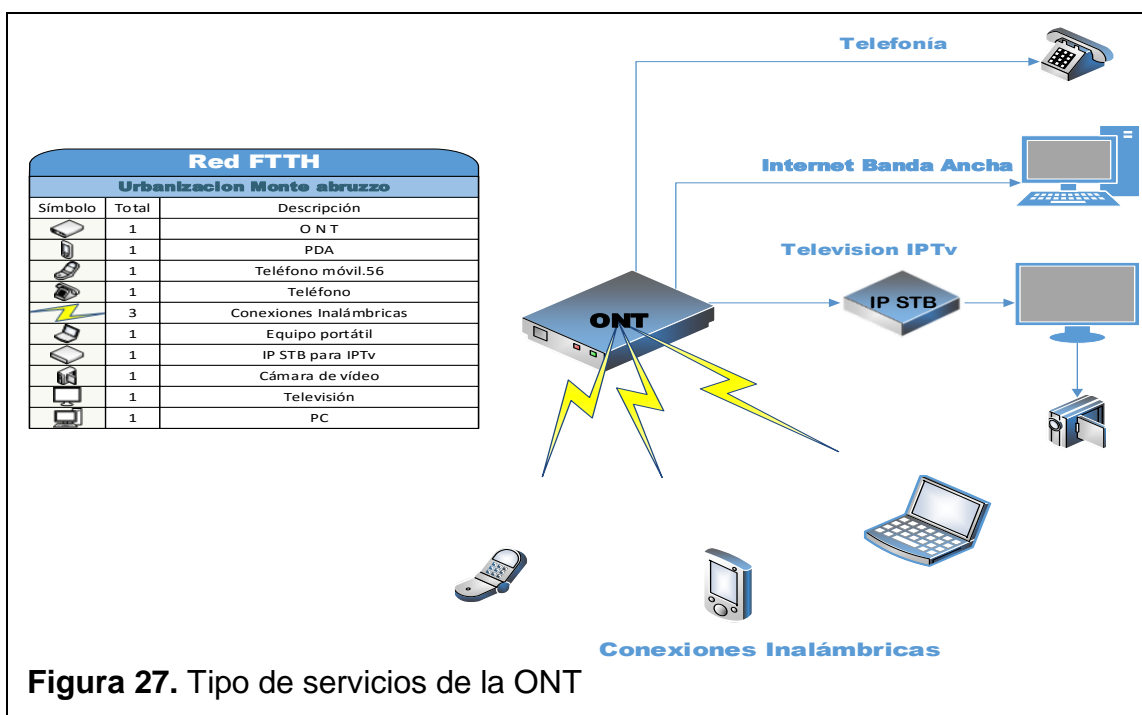 Telefonía
Red FTTH
Urbanizacion Monte abruzzo
Símbolo Total Descripción
1 O N T
1 PDA
1 Teléfono móvil.56
1 Teléfono
3 Conexiones Inalámbricas
1 Equipo portátil
1 IP STB para IPTv
1 Cámara de vídeo
1 Televisión
1 PC
Internet Banda Ancha
Television IPTv
IP STB
ONT
Conexiones Inalámbricas
Figura 27. Tipo de servicios de la ONT